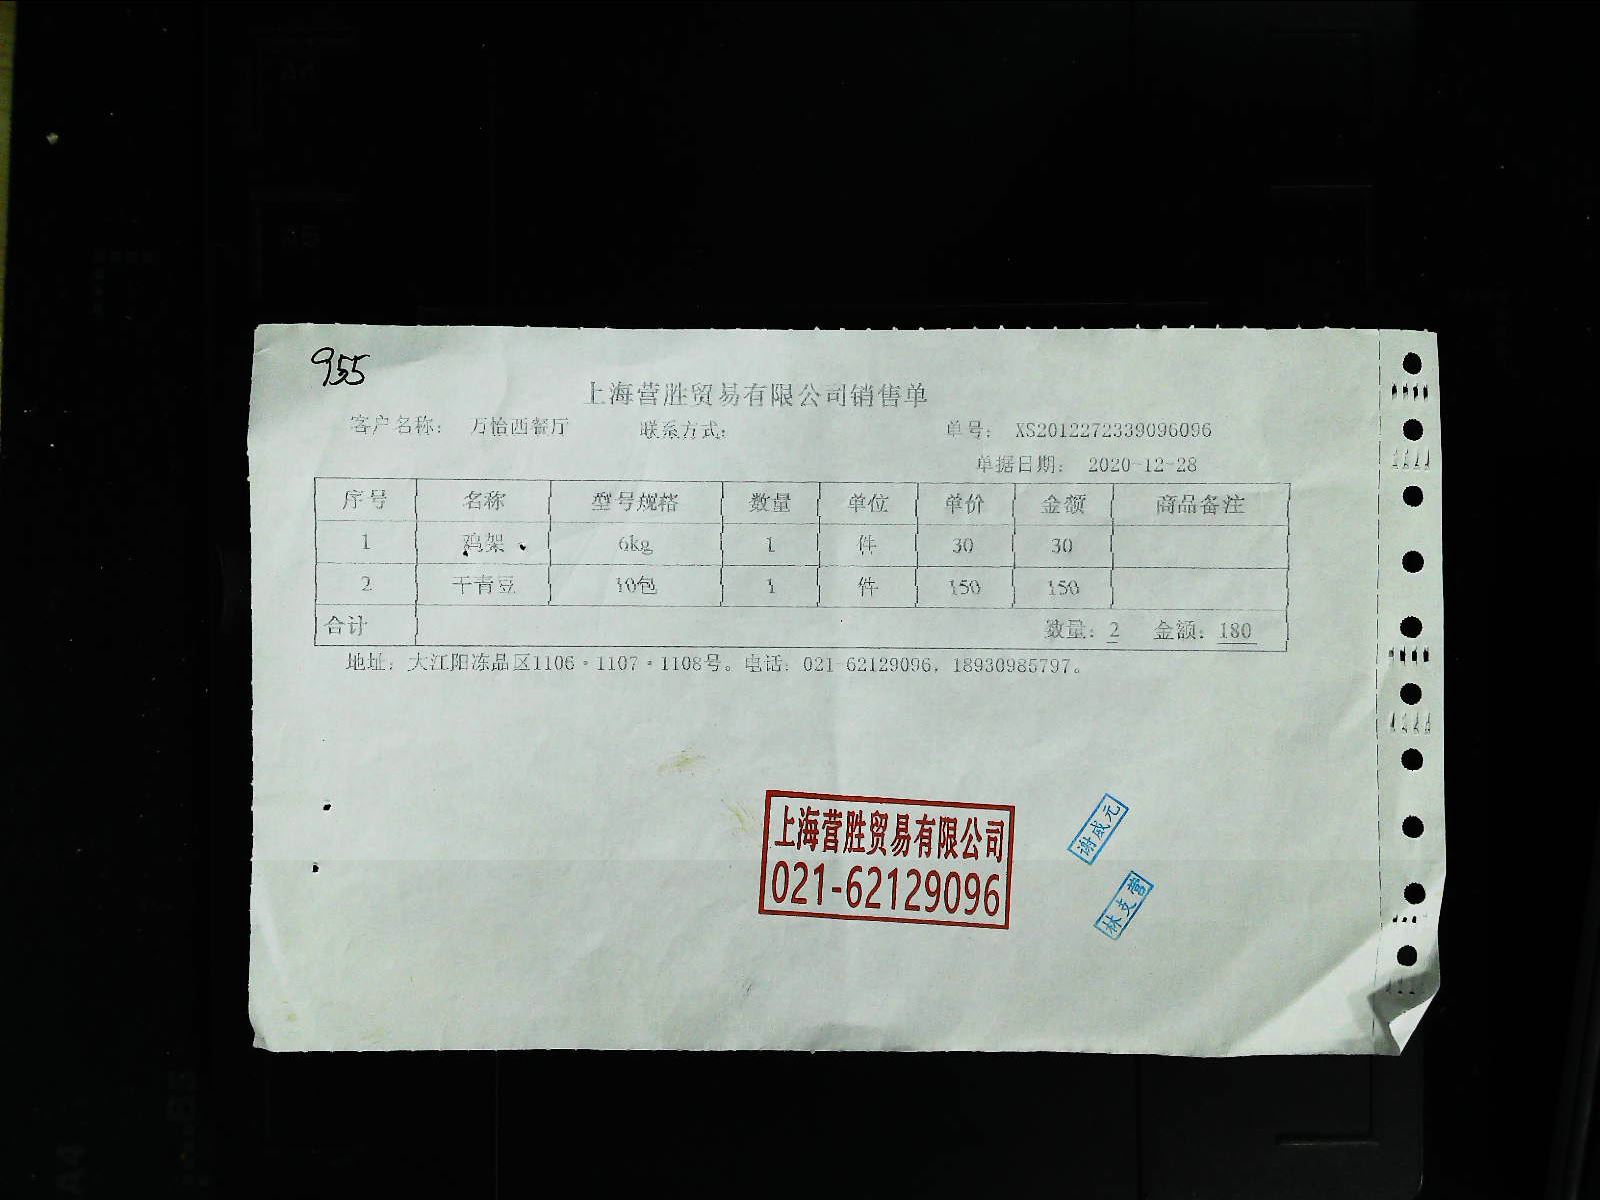 955
上海营胜贸易有限公司销售单
客户名称: 万怡西餐厅 联系方式: 单号: XS2012272339096096
单据日期: 2020-12-28
序号 名称 型号规格 数量 单位 单价 金额 商品备注
1 鸡架 6kg 1 件 30 30
2 干青豆 10包 1 件 150 150
合计 数量: 2 金额: 180
地址: 大江阳冻品区1106·1107·1108号。电话: 021-62129096, 18930985797。
上海营胜贸易有限公司
021-62129096
谢成元
林支营